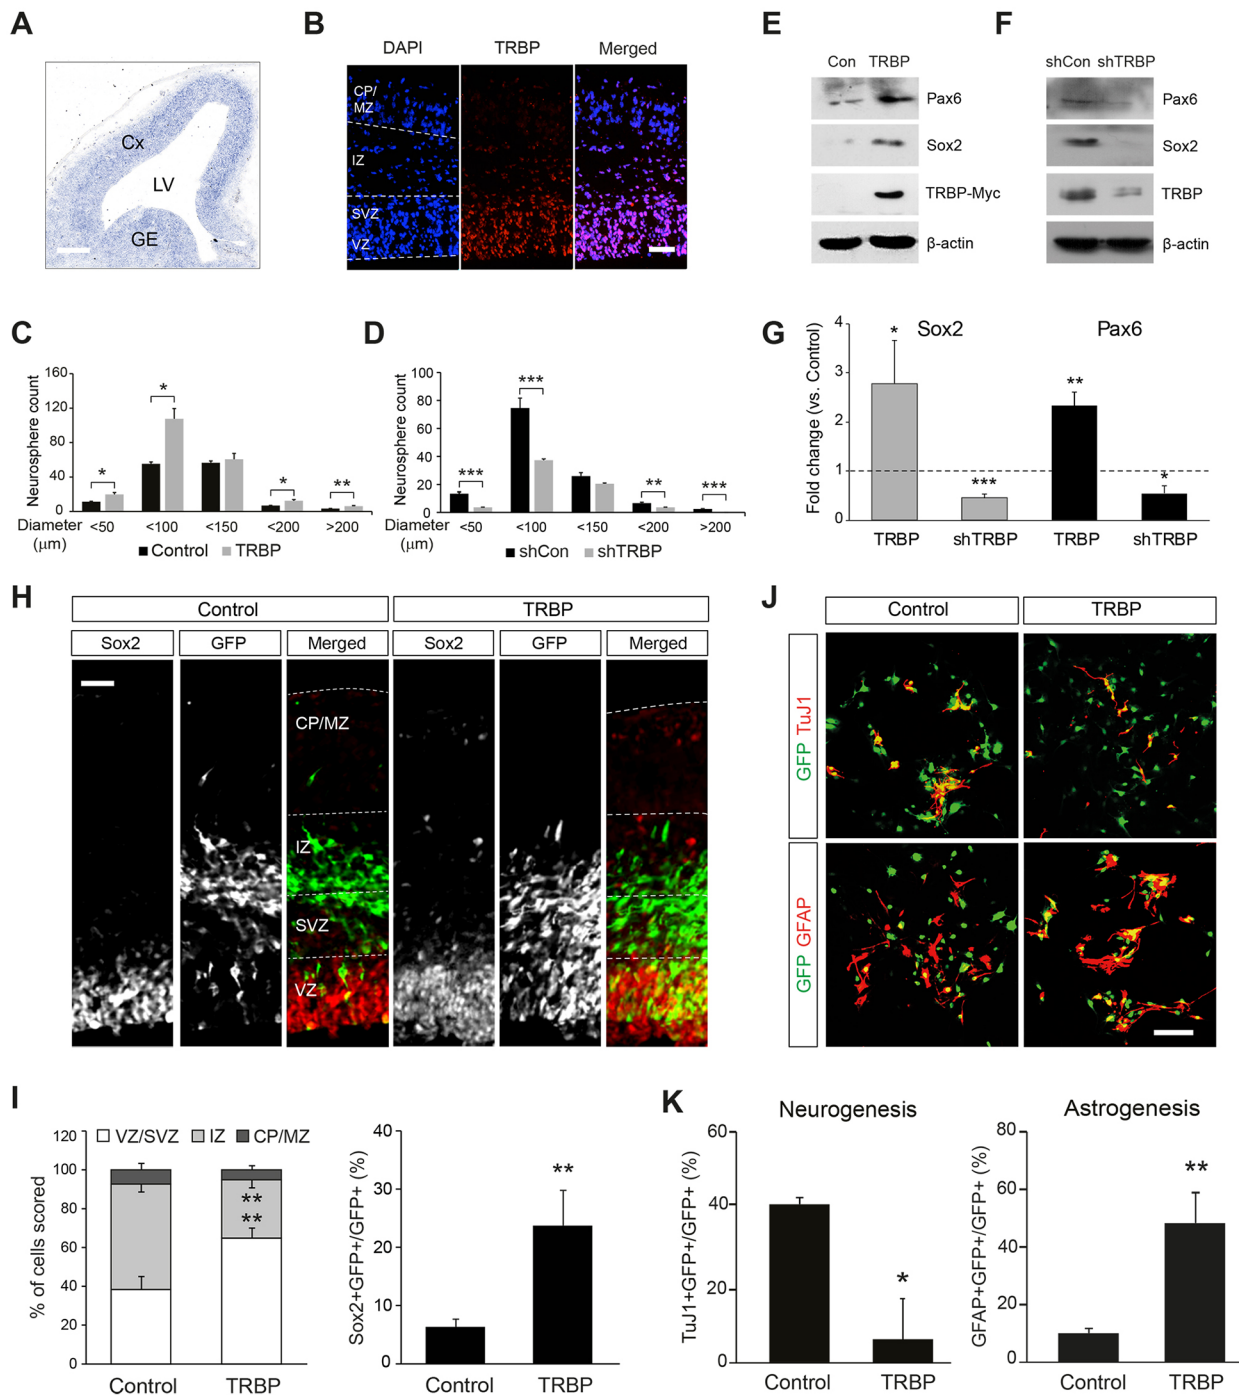 A
Cx
LV
GE
B
DAPI TRBP Merged
CP/
MZ
IZ
SVZ
VZ
E
Con TRBP
Pax6
Sox2
TRBP-Myc
β-actin
F
shCon shTRBP
Pax6
Sox2
TRBP
β-actin
C
Neurosphere count
160
120
80
40
0
* * * **
Diameter <50 <100 <150 <200 >200
(μm)
Control TRBP
D
Neurosphere count
100
80
60
40
20
0
*** *** ** ***
Diameter <50 <100 <150 <200 >200
(μm)
shCon shTRBP
G
Fold change (vs. Control)
4
3
2
1
0
Sox2 Pax6
* *** ** *
TRBP shTRBP TRBP shTRBP
H
Control TRBP
Sox2 GFP Merged Sox2 GFP Merged
CP/MZ
IZ
SVZ
VZ
J
Control TRBP
GFP TuJ1
GFP GFAP
I
% of cells scored
120
100
80
60
40
20
0
VZ/SVZ IZ CP/MZ
**
**
Control TRBP
Sox2+GFP+/GFP+ (%)
40
30
20
10
0
**
Control TRBP
K
Neurogenesis
TuJ1+GFP+/GFP+ (%)
60
40
20
0
*
Control TRBP
Astrogenesis
GFAP+GFP+/GFP+ (%)
80
60
40
20
0
**
Control TRBP